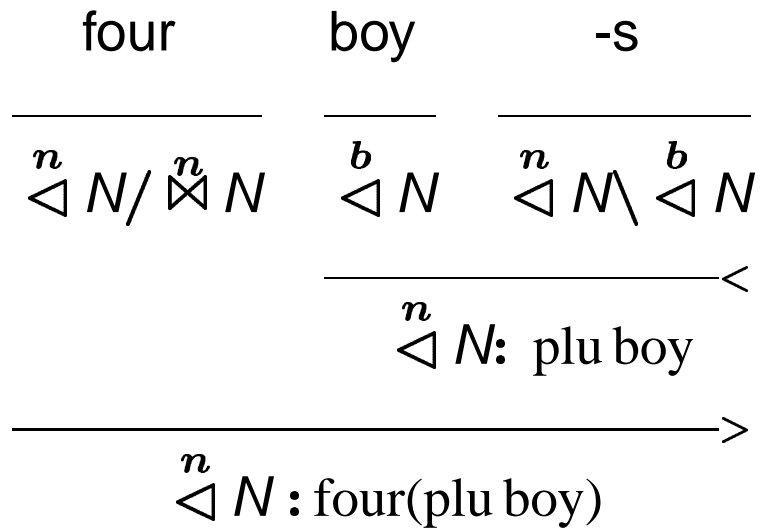 four boy -s
n n b n b
◁ N/ ⋈ N ◁ N ◁ N\ ◁ N
<
n
◁ N: plu boy
>
n
◁ N : four(plu boy)